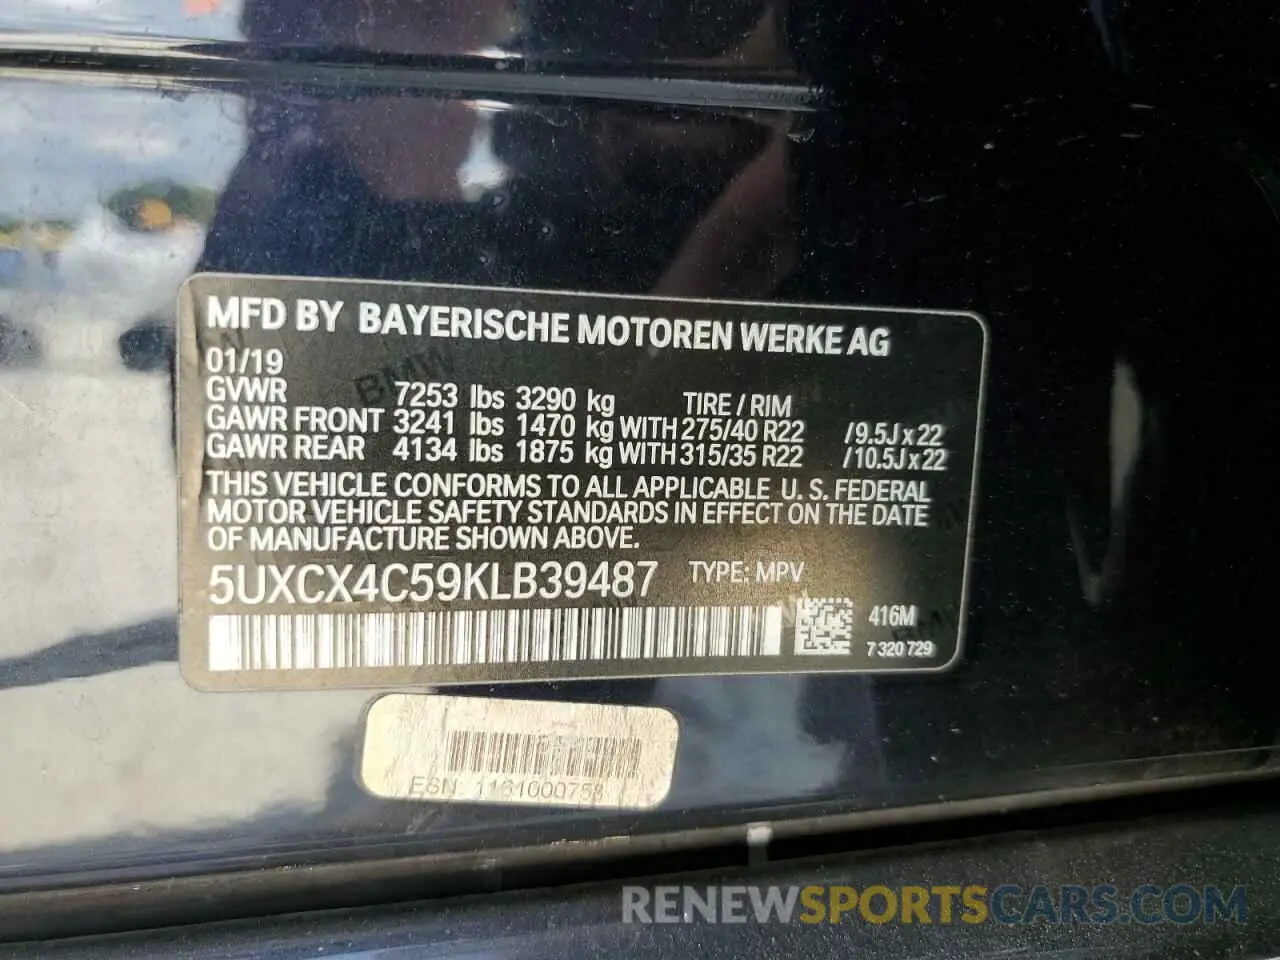 MFD BY BAYERISCHE MOTOREN WERKE AG
01/19
GVWR 7253 lbs 3290 kg TIRE / RIM
GAWR FRONT 3241 lbs 1470 kg WITH 275/40 R22 /9.5J x 22
GAWR REAR 4134 lbs 1875 kg WITH 315/35 R22 /10.5J x 22
THIS VEHICLE CONFORMS TO ALL APPLICABLE U. S. FEDERAL
MOTOR VEHICLE SAFETY STANDARDS IN EFFECT ON THE DATE
OF MANUFACTURE SHOWN ABOVE.
5UXCX4C59KLB39487 TYPE: MPV
416M
7 320 729
ESN: 1161000753
RENEWSPORTSCARS.COM